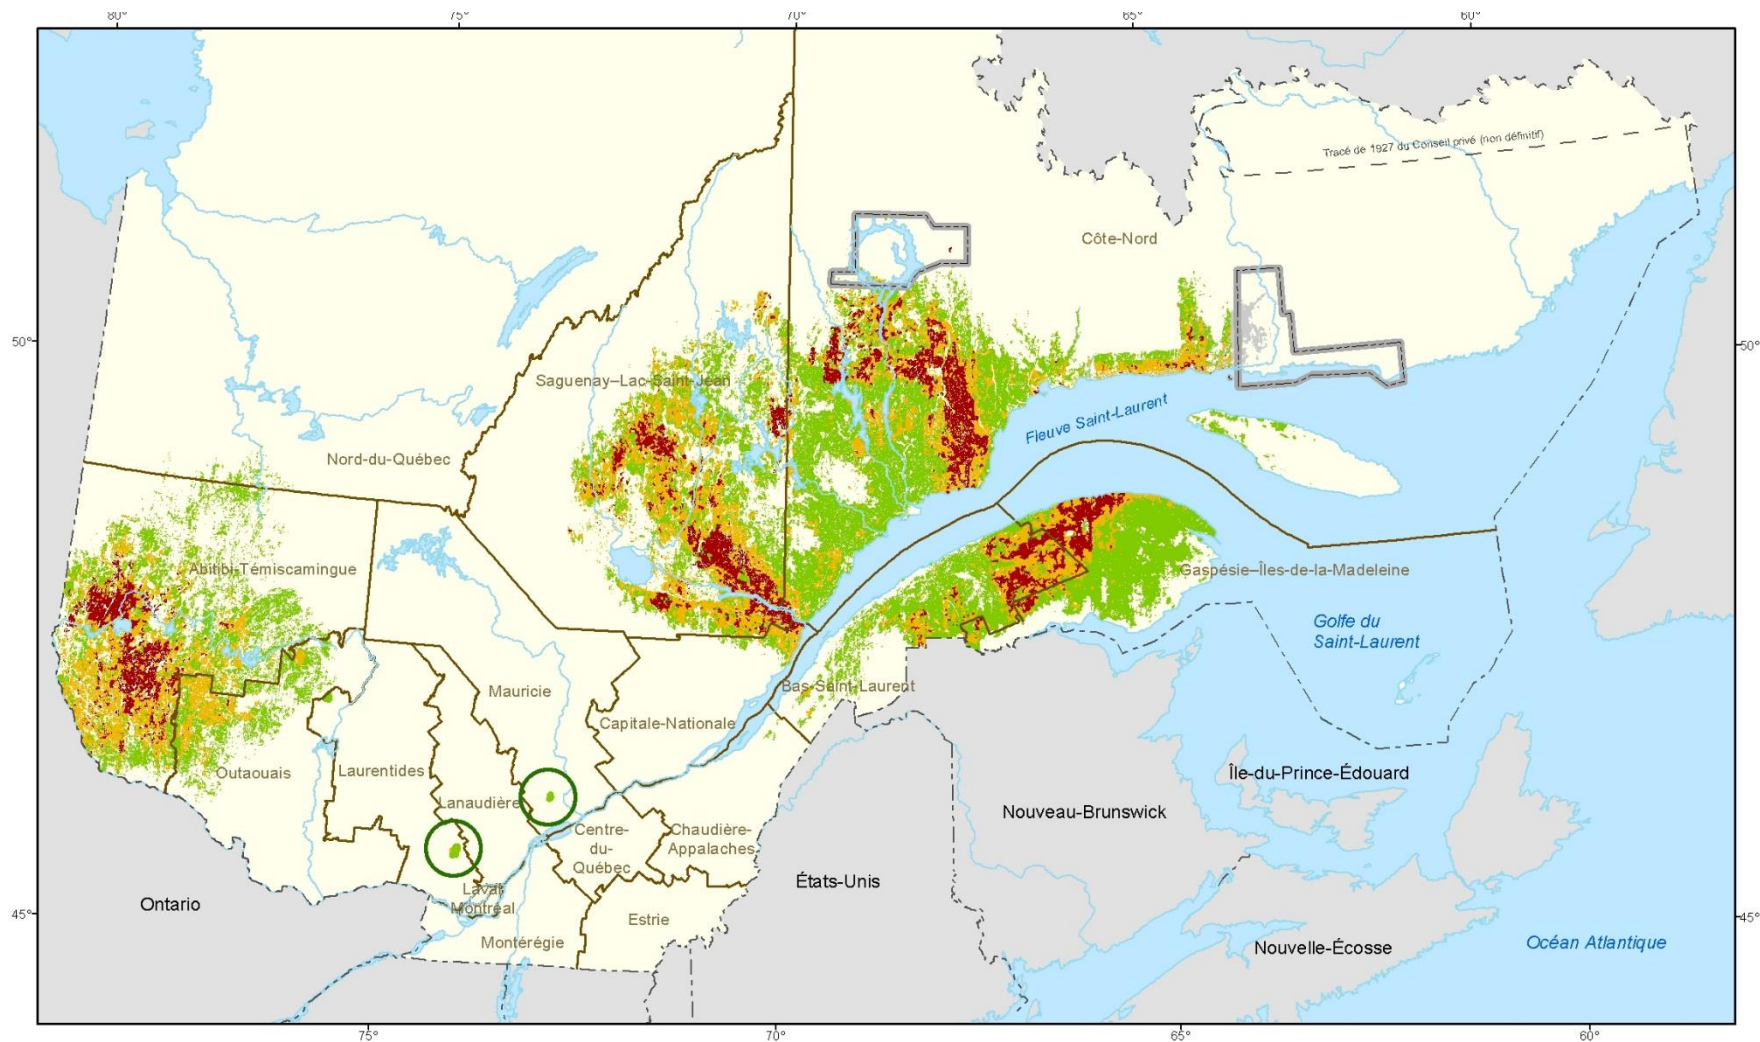 80°
75°
70°
65°
60°
Tracé de 1927 du Conseil privé (non définitif)
Côte-Nord
50°
50°
Saguenay–Lac-Saint-Jean
Fleuve Saint-Laurent
Nord-du-Québec
Abitibi-Témiscamingue
Gaspésie–Îles-de-la-Madeleine
Golfe du
Saint-Laurent
Mauricie
Bas-Saint-Laurent
Capitale-Nationale
Outaouais
Laurentides
Île-du-Prince-Édouard
Lanaudière
Nouveau-Brunswick
Centre-
du-
Québec
Chaudière-
Appalaches
États-Unis
Laval
Montréal
Ontario
45°
45°
Estrie
Montérégie
Nouvelle-Écosse
Océan Atlantique
75°
70°
65°
60°